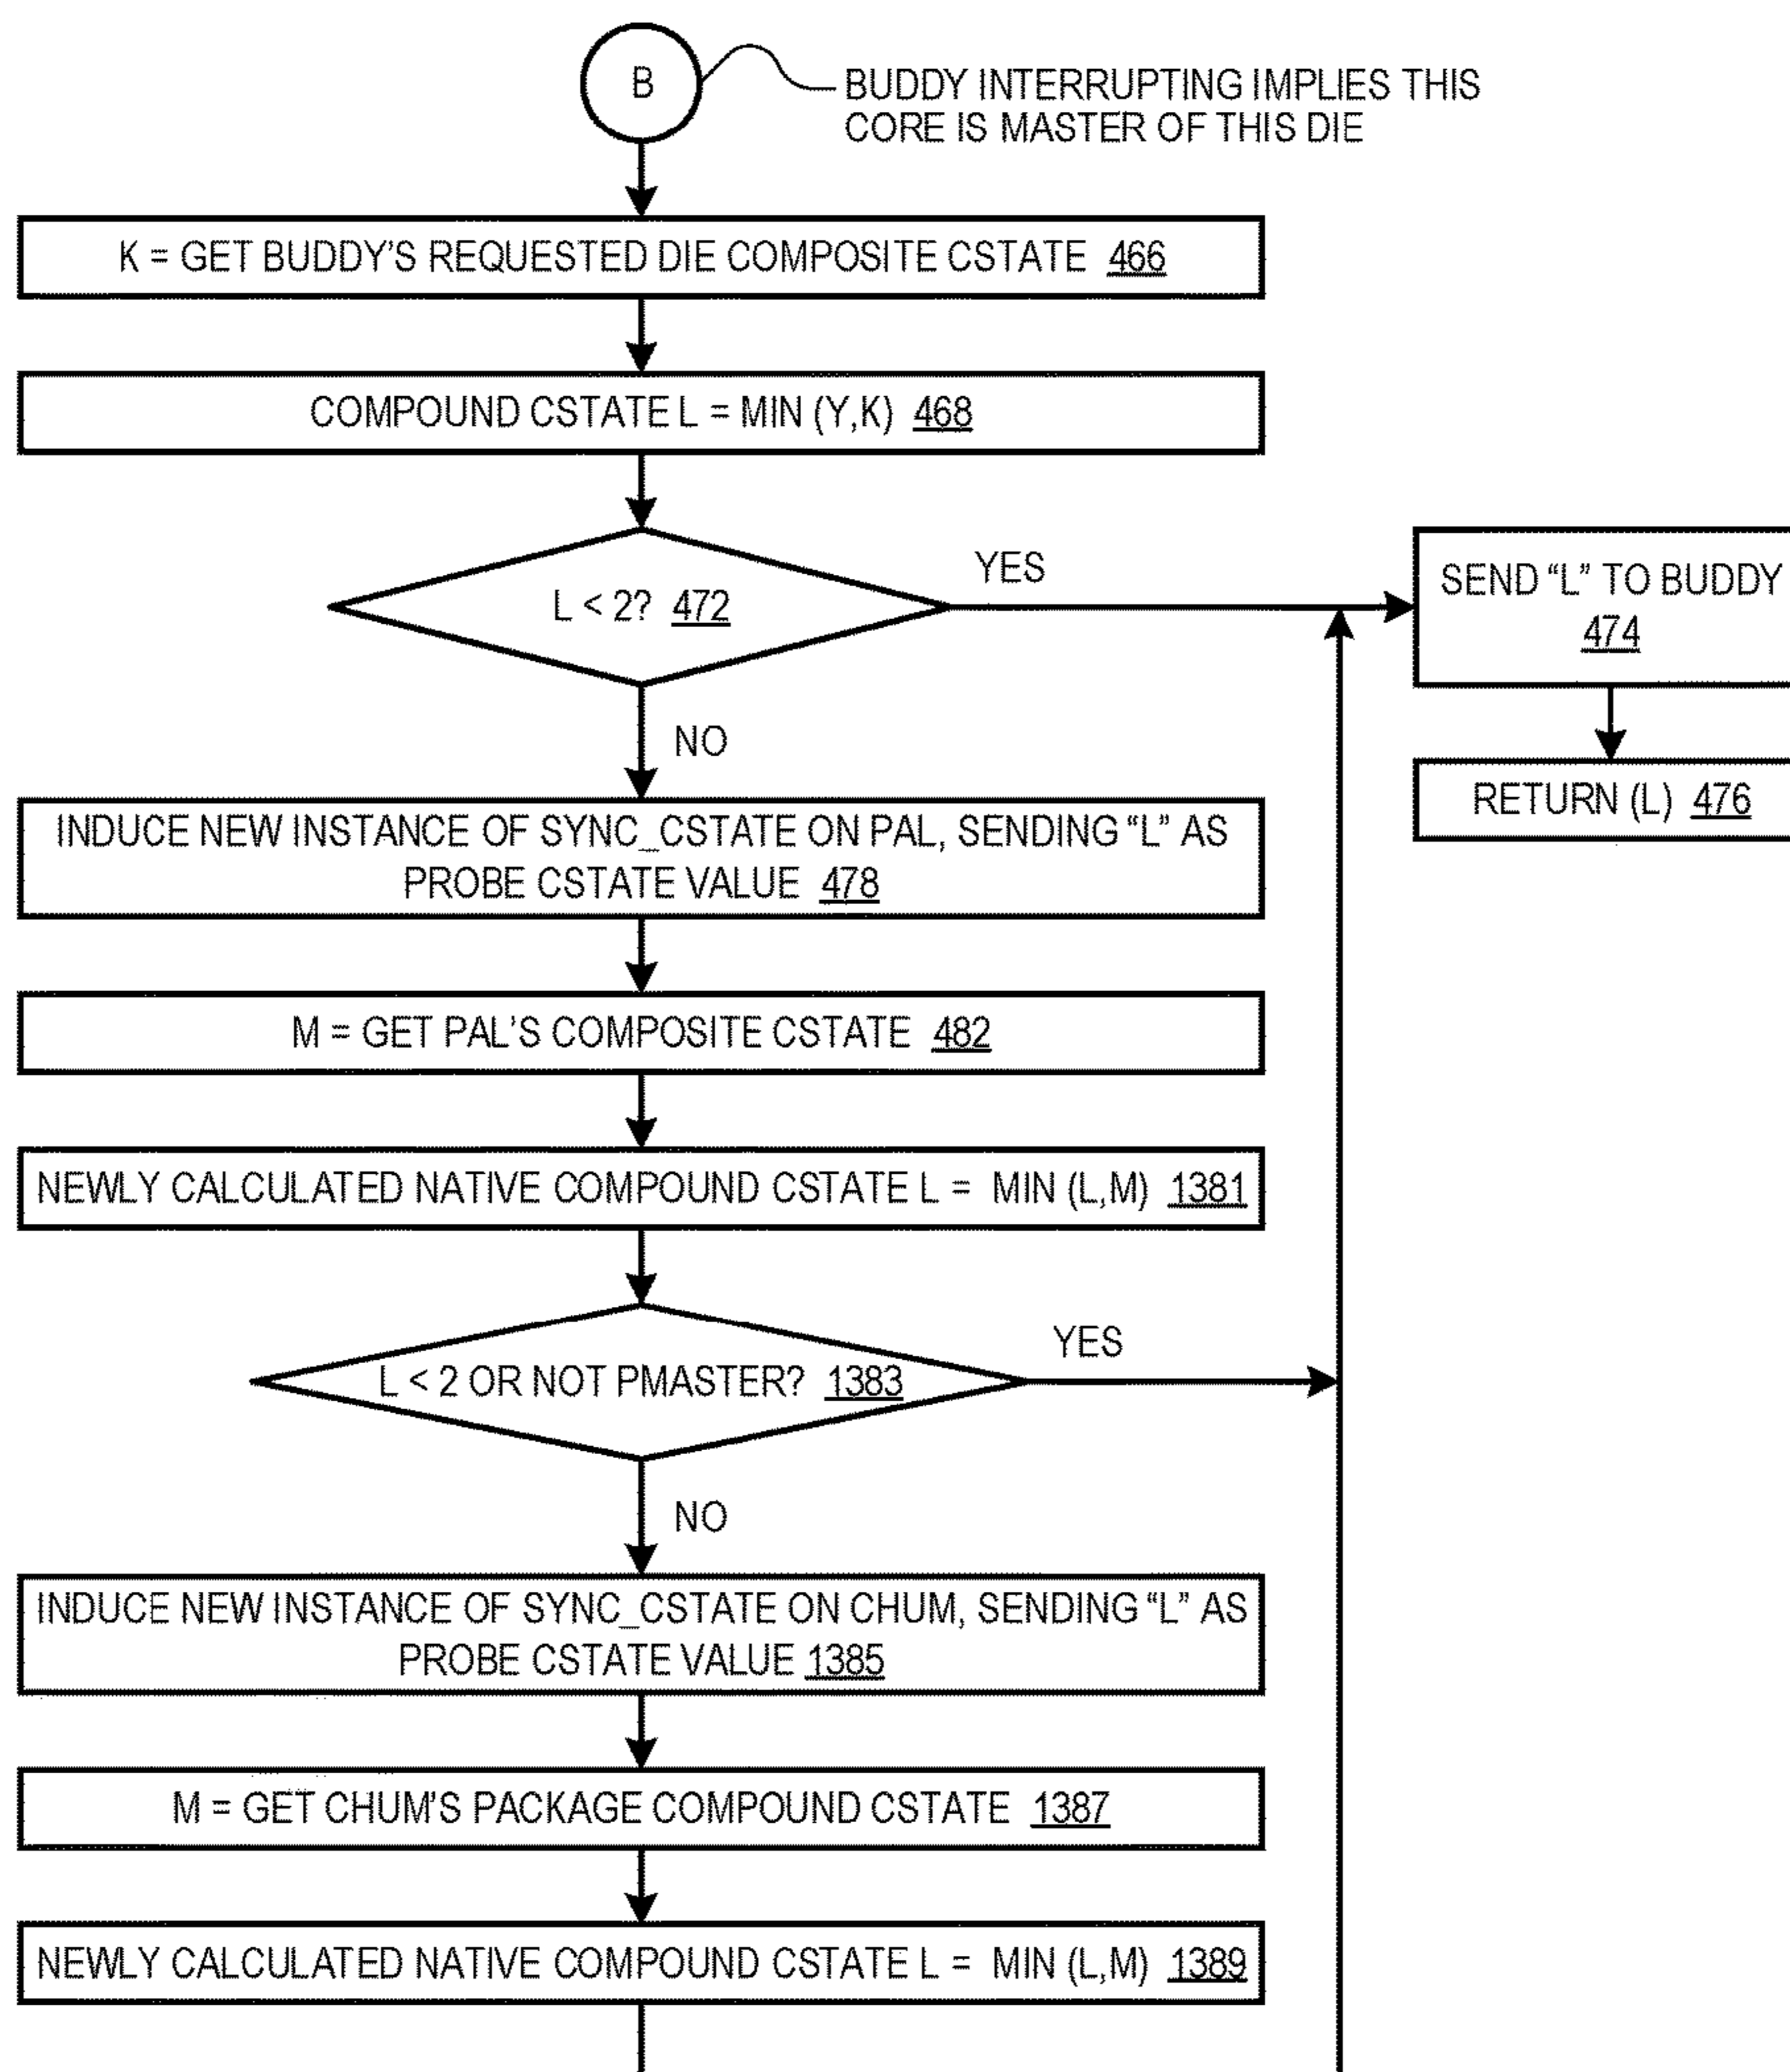 B
BUDDY INTERRUPTING IMPLIES THIS
CORE IS MASTER OF THIS DIE
K = GET BUDDY'S REQUESTED DIE COMPOSITE CSTATE 466
COMPOUND CSTATE L = MIN (Y,K) 468
L < 2? 472
YES
SEND “L” TO BUDDY
474
RETURN (L) 476
NO
INDUCE NEW INSTANCE OF SYNC_CSTATE ON PAL, SENDING “L” AS
PROBE CSTATE VALUE 478
M = GET PAL'S COMPOSITE CSTATE 482
NEWLY CALCULATED NATIVE COMPOUND CSTATE L = MIN (L,M) 1381
L < 2 OR NOT PMASTER? 1383
YES
NO
INDUCE NEW INSTANCE OF SYNC_CSTATE ON CHUM, SENDING “L” AS
PROBE CSTATE VALUE 1385
M = GET CHUM'S PACKAGE COMPOUND CSTATE 1387
NEWLY CALCULATED NATIVE COMPOUND CSTATE L = MIN (L,M) 1389